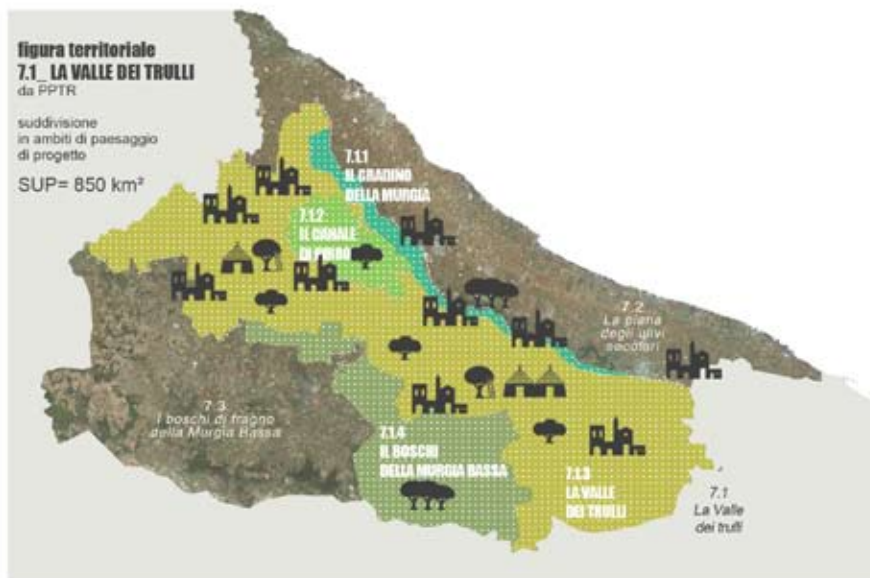 figura territoriale
7.1_ LA VALLE DEI TRULLI
da PPTR
suddivisione
in ambiti di paesaggio
di progetto
SUP= 850 km²
7.1.1
IL GRADINO
DELLA MURGIA
7.1.2
IL CANALE
DI PIRRO
7.2
La piana
degli ulivi
secolari
7.3
I boschi di fragno
della Murgia Bassa
7.1.4
IL BOSCHI
DELLA MURGIA BASSA
7.1.3
LA VALLE
DEI TRULLI
7.1
La Valle
dei trulli